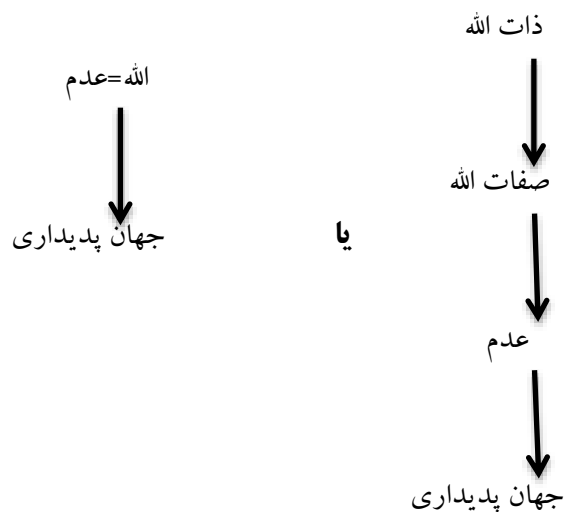 ذات الله
صفات الله
عدم
جهان پدیداری
یا
الله=عدم
جهان پدیداری